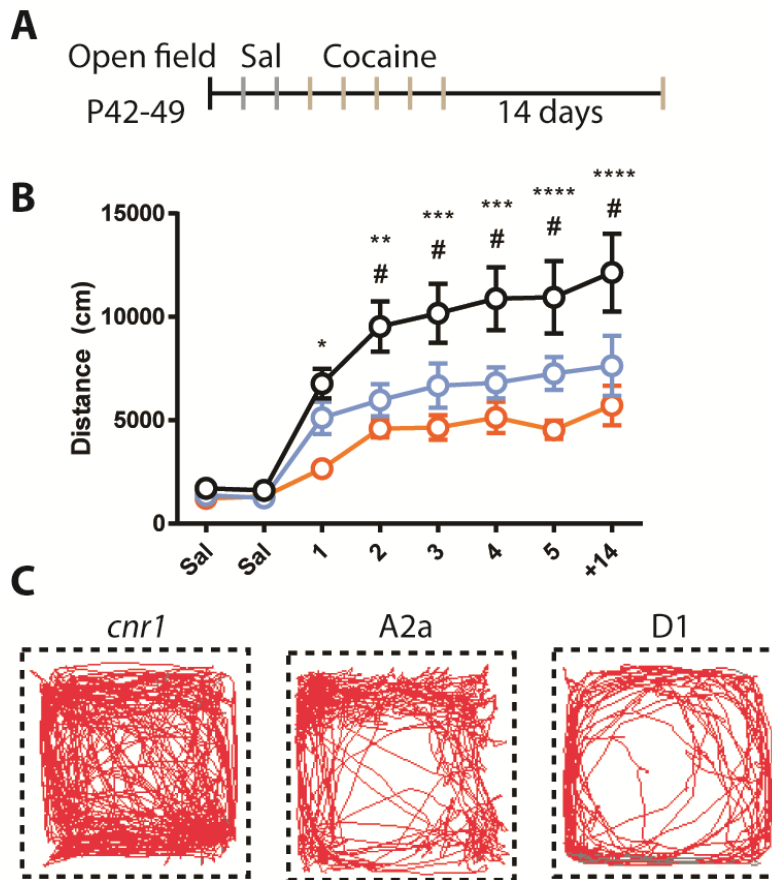 A
Open field Sal Cocaine
P42-49 14 days
B
****
****
***
***
**
# # # # #
*
15000
10000
5000
0
Distance (cm)
Sal Sal 1 2 3 4 5 +14
C
cnr1 A2a D1